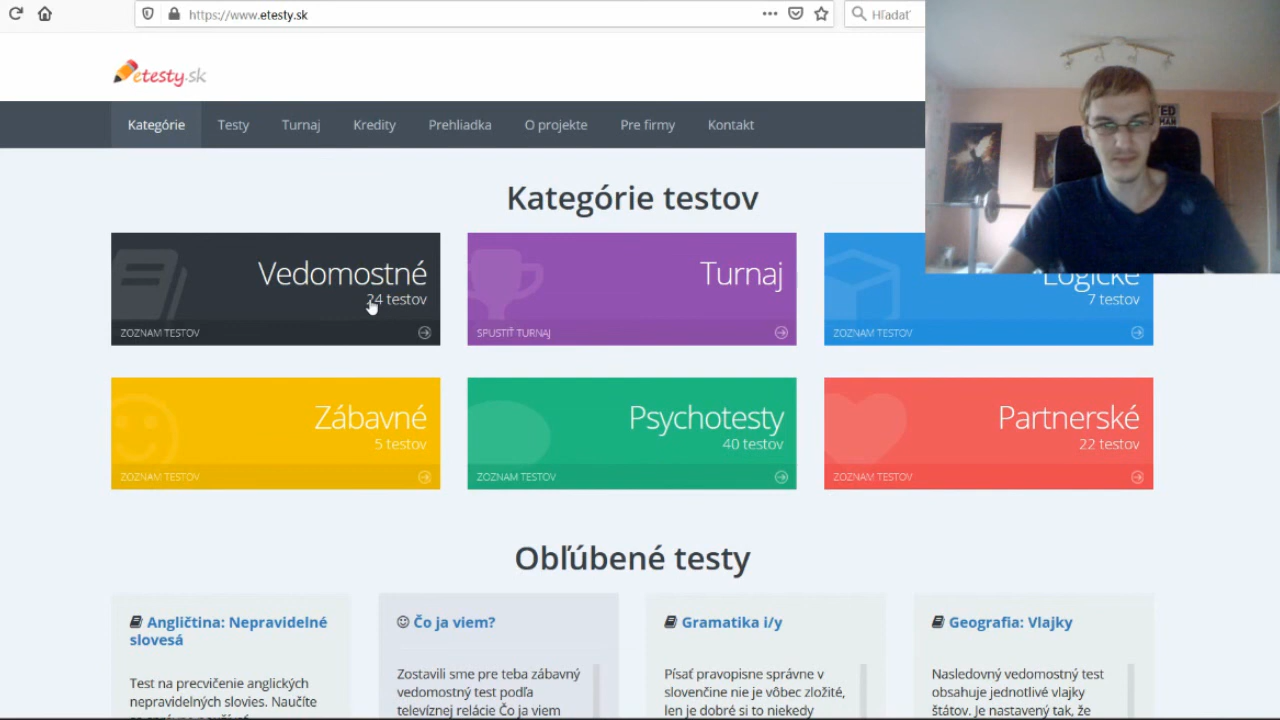 https://www.etesty.sk
Hľadať
etesty.sk
Kategórie
Testy
Turnaj
Kredity
Prehliadka
O projekte
Pre firmy
Kontakt
Kategórie testov
Vedomostné
24 testov
ZOZNAM TESTOV
Turnaj
SPUSTIŤ TURNAJ
Logické
7 testov
ZOZNAM TESTOV
Zábavné
5 testov
ZOZNAM TESTOV
Psychotesty
40 testov
ZOZNAM TESTOV
Partnerské
22 testov
ZOZNAM TESTOV
Obľúbené testy
Angličtina: Nepravidelné
slovesá
Test na precvičenie anglických
nepravidelných slovies. Naučíte
Čo ja viem?
Zostavili sme pre teba zábavný
vedomostný test podľa
televíznej relácie Čo ja viem
Gramatika i/y
Písať pravopisne správne v
slovenčine nie je vôbec zložité,
len je dobré si to niekedy
Geografia: Vlajky
Nasledovný vedomostný test
obsahuje jednotlivé vlajky
štátov. Je nastavený tak, že